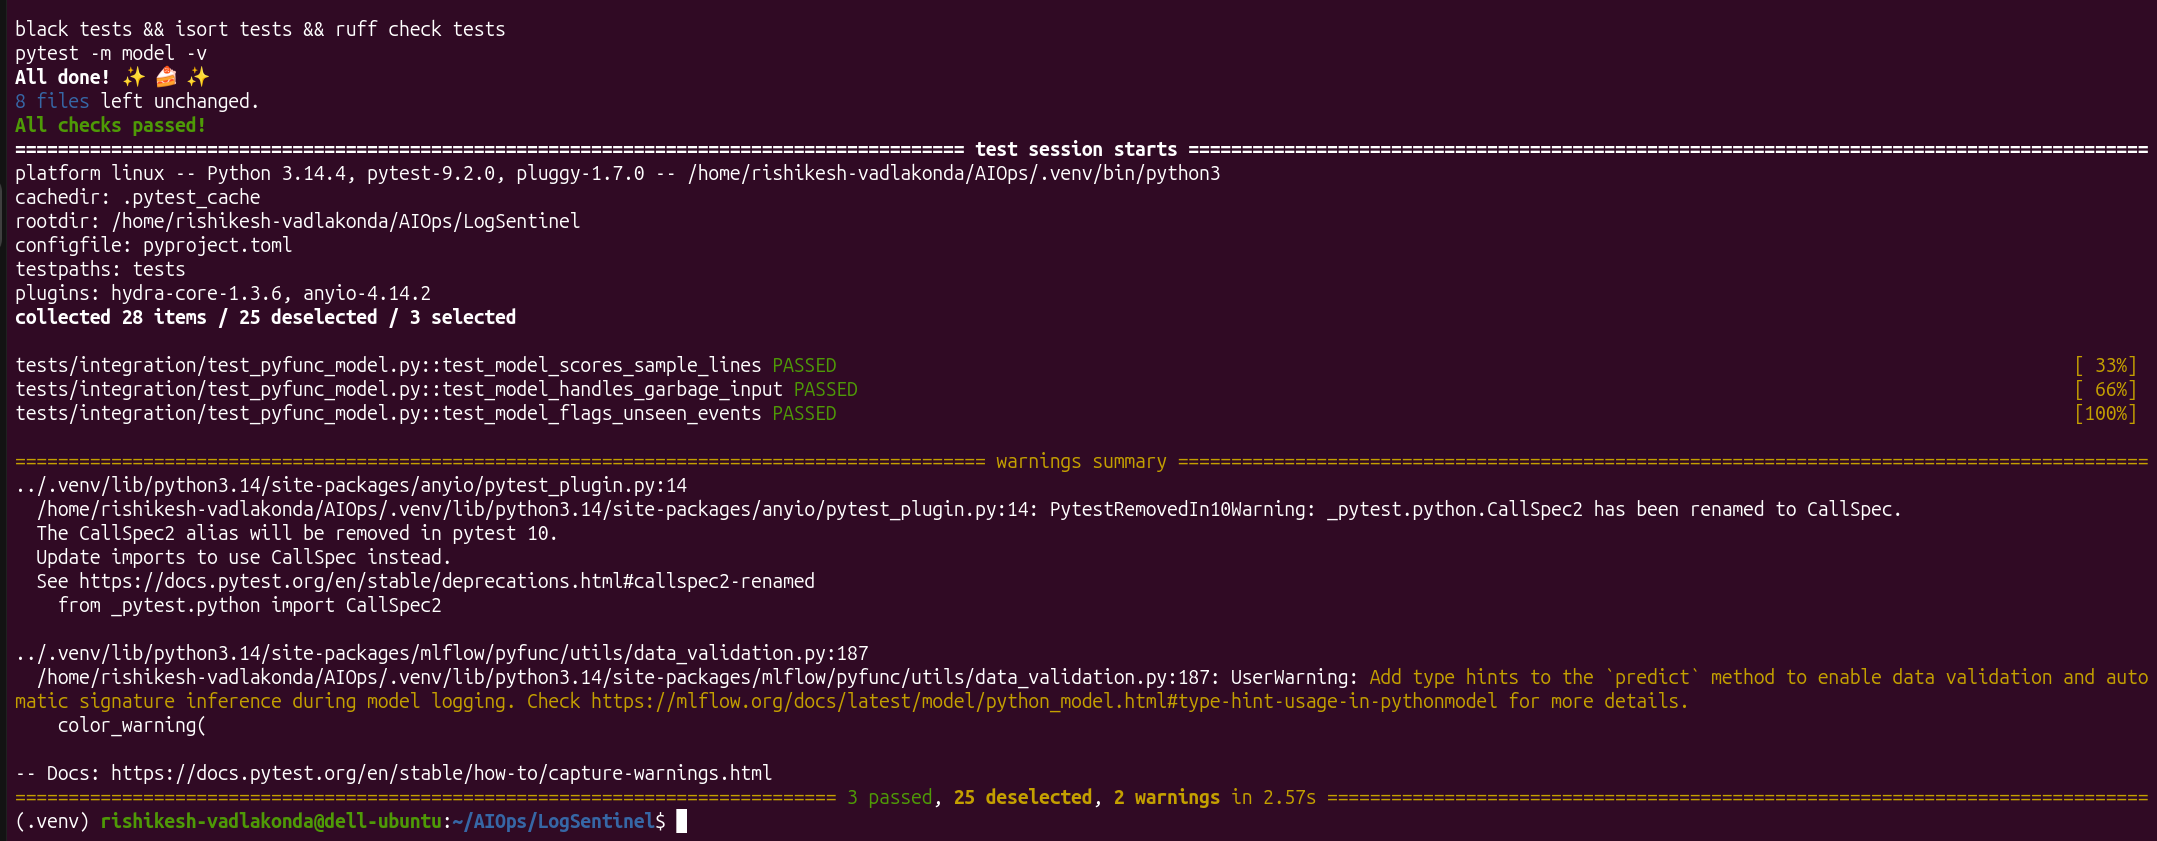 black tests && isort tests && ruff check tests
pytest -m model -v
All done! ✨ 🍰 ✨
8 files left unchanged.
All checks passed!
========================================================================================= test session starts ==========================================================================================
platform linux -- Python 3.14.4, pytest-9.2.0, pluggy-1.7.0 -- /home/rishikesh-vadlakonda/AIOps/.venv/bin/python3
cachedir: .pytest_cache
rootdir: /home/rishikesh-vadlakonda/AIOps/LogSentinel
configfile: pyproject.toml
testpaths: tests
plugins: hydra-core-1.3.6, anyio-4.14.2
collected 28 items / 25 deselected / 3 selected
tests/integration/test_pyfunc_model.py::test_model_scores_sample_lines PASSED [ 33%]
tests/integration/test_pyfunc_model.py::test_model_handles_garbage_input PASSED [ 66%]
tests/integration/test_pyfunc_model.py::test_model_flags_unseen_events PASSED [100%]
=========================================================================================== warnings summary ===========================================================================================
../.venv/lib/python3.14/site-packages/anyio/pytest_plugin.py:14
  /home/rishikesh-vadlakonda/AIOps/.venv/lib/python3.14/site-packages/anyio/pytest_plugin.py:14: PytestRemovedIn10Warning: _pytest.python.CallSpec2 has been renamed to CallSpec.
  The CallSpec2 alias will be removed in pytest 10.
  Update imports to use CallSpec instead.
  See https://docs.pytest.org/en/stable/deprecations.html#callspec2-renamed
    from _pytest.python import CallSpec2
../.venv/lib/python3.14/site-packages/mlflow/pyfunc/utils/data_validation.py:187
  /home/rishikesh-vadlakonda/AIOps/.venv/lib/python3.14/site-packages/mlflow/pyfunc/utils/data_validation.py:187: UserWarning: Add type hints to the `predict` method to enable data validation and auto
matic signature inference during model logging. Check https://mlflow.org/docs/latest/model/python_model.html#type-hint-usage-in-pythonmodel for more details.
    color_warning(
-- Docs: https://docs.pytest.org/en/stable/how-to/capture-warnings.html
============================================================================= 3 passed, 25 deselected, 2 warnings in 2.57s =============================================================================
(.venv) rishikesh-vadlakonda@dell-ubuntu:~/AIOps/LogSentinel$